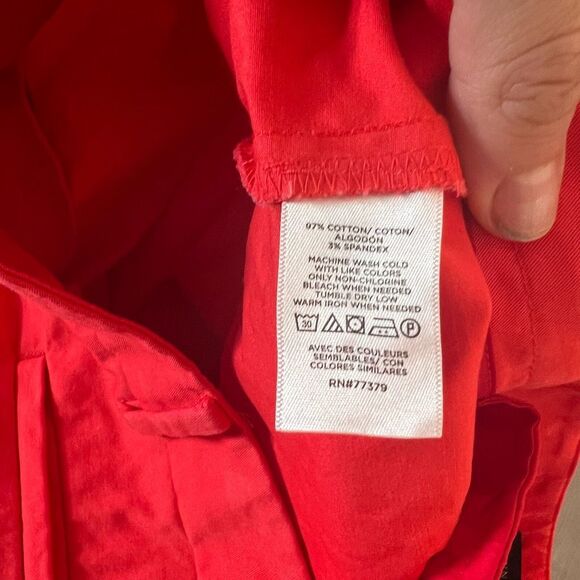 97% COTTON/ COTON/
ALGODÓN
3% SPANDEX
MACHINE WASH COLD
WITH LIKE COLORS
ONLY NON-CHLORINE
BLEACH WHEN NEEDED
TUMBLE DRY LOW
WARM IRON WHEN NEEDED
30 P
AVEC DES COULEURS
SEMBLABLES/ CON
COLORES SIMILARES
RN#77379